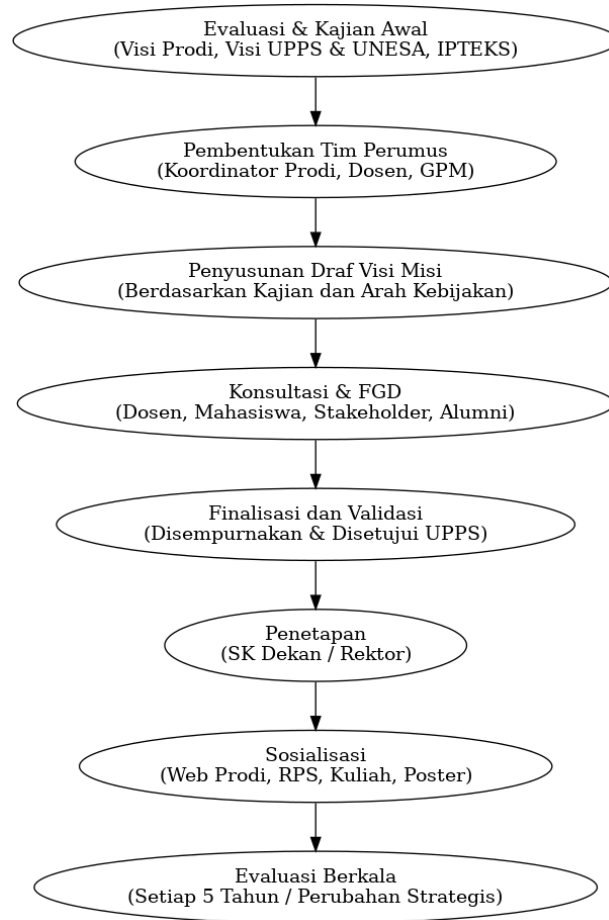 Evaluasi & Kajian Awal
(Visi Prodi, Visi UPPS & UNESA, IPTEKS)
Pembentukan Tim Perumus
(Koordinator Prodi, Dosen, GPM)
Penyusunan Draf Visi Misi
(Berdasarkan Kajian dan Arah Kebijakan)
Konsultasi & FGD
(Dosen, Mahasiswa, Stakeholder, Alumni)
Finalisasi dan Validasi
(Disempurnakan & Disetujui UPPS)
Penetapan
(SK Dekan / Rektor)
Sosialisasi
(Web Prodi, RPS, Kuliah, Poster)
Evaluasi Berkala
(Setiap 5 Tahun / Perubahan Strategis)